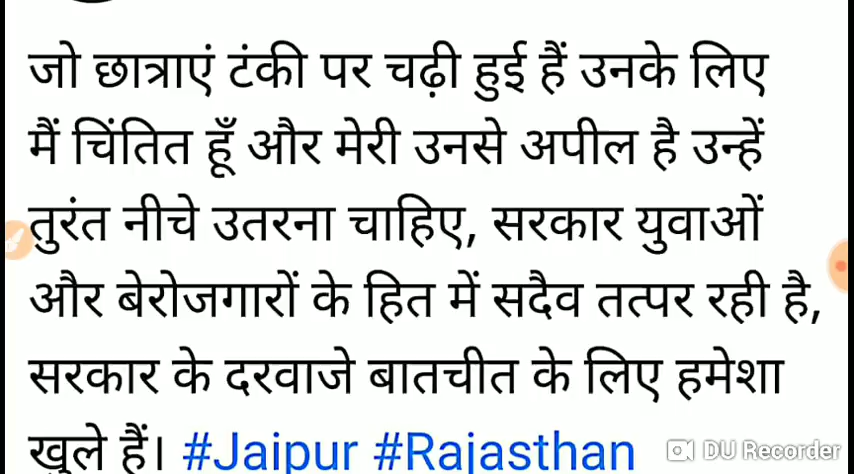 जो छात्राएं टंकी पर चढ़ी हुई हैं उनके लिए
मैं चिंतित हूँ और मेरी उनसे अपील है उन्हें
तुरंत नीचे उतरना चाहिए, सरकार युवाओं
और बेरोजगारों के हित में सदैव तत्पर रही है,
सरकार के दरवाजे बातचीत के लिए हमेशा
खुले हैं। #Jaipur #Rajasthan
DU Recorder